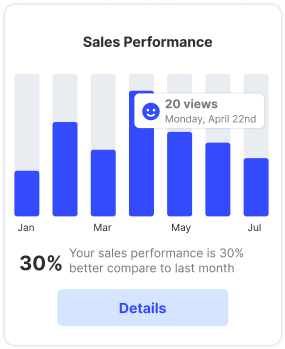 Sales Performance
20 views
Monday, April 22nd
Jan
Mar
May
Jul
30%
Your sales performance is 30%
better compare to last month
Details